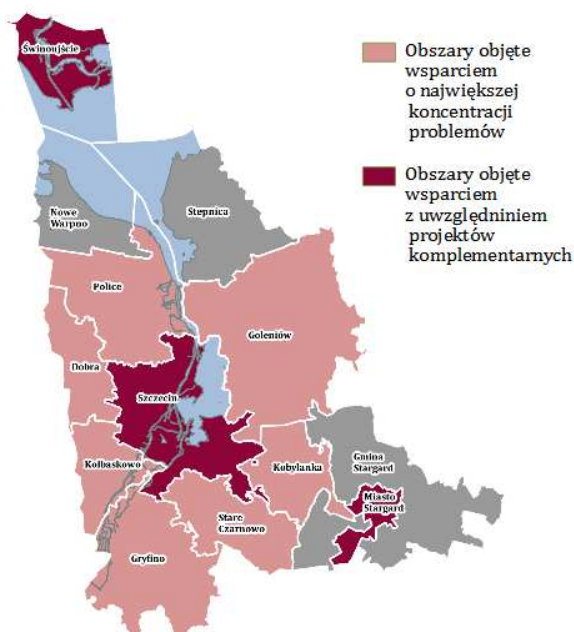 Świnoujście
Nowe
Warpno
Stepnica
Police
Goleniów
Dobra
Szczecin
Kołbaskowo
Kobylanka
Gmina
Stargard
Miasto
Stargard
Stare
Czarnowo
Gryfino
Obszary objęte
wsparciem
o największej
koncentracji
problemów
Obszary objęte
wsparciem
z uwzględniniem
projektów
komplementarnych